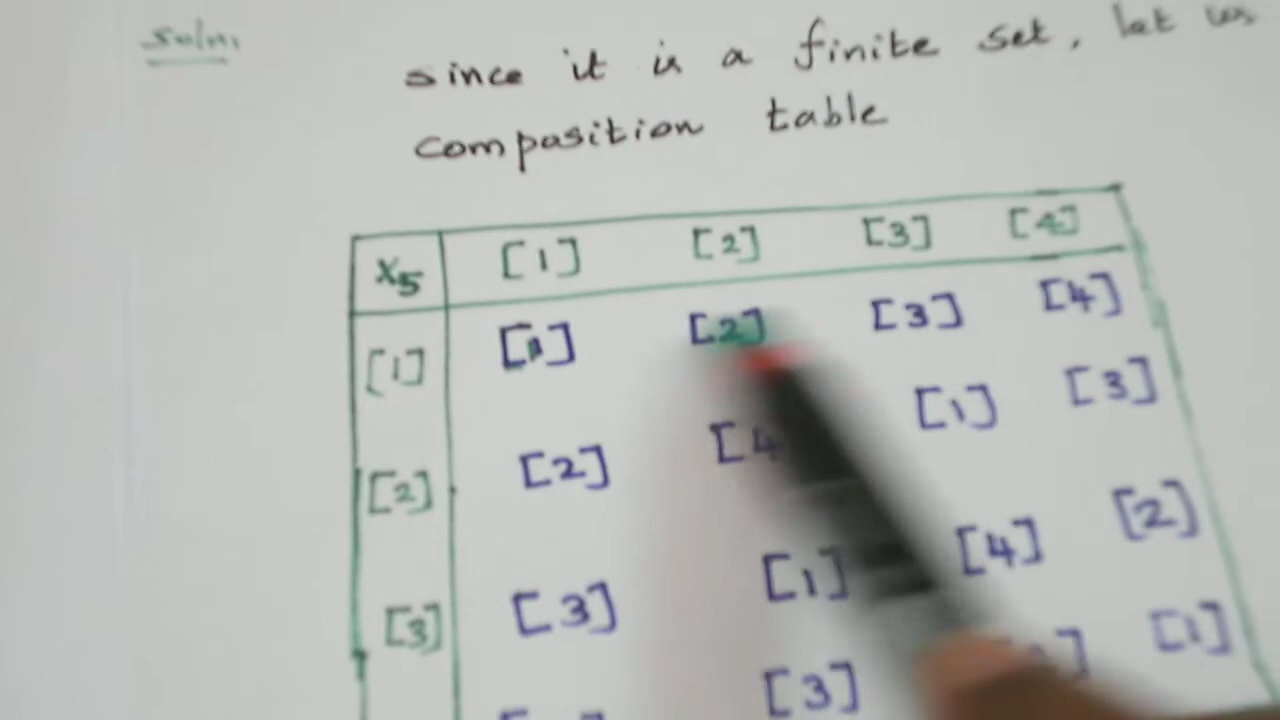 Soln:
since it is a finite set, let us
composition table
X5 [1] [2] [3] [4]
[1] [1] [2] [3] [4]
[2] [2] [4 [1] [3]
[3] [3] [1] [4] [2]
[3] [1]